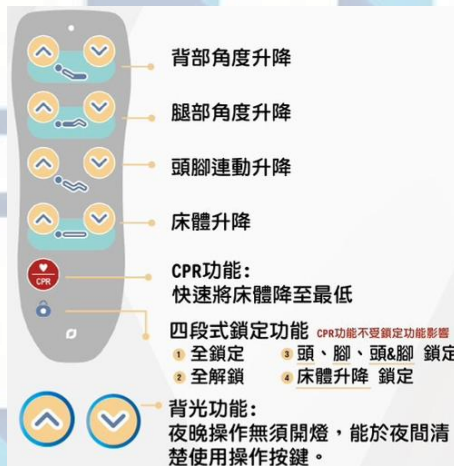 背部角度升降
腿部角度升降
頭腳連動升降
床體升降
CPR
CPR功能:
快速將床體降至最低
四段式鎖定功能 CPR功能不受鎖定功能影響
1 全鎖定 3 頭、腳、頭&腳 鎖定
2 全解鎖 4 床體升降 鎖定
背光功能:
夜晚操作無須開燈，能於夜間清
楚使用操作按鍵。